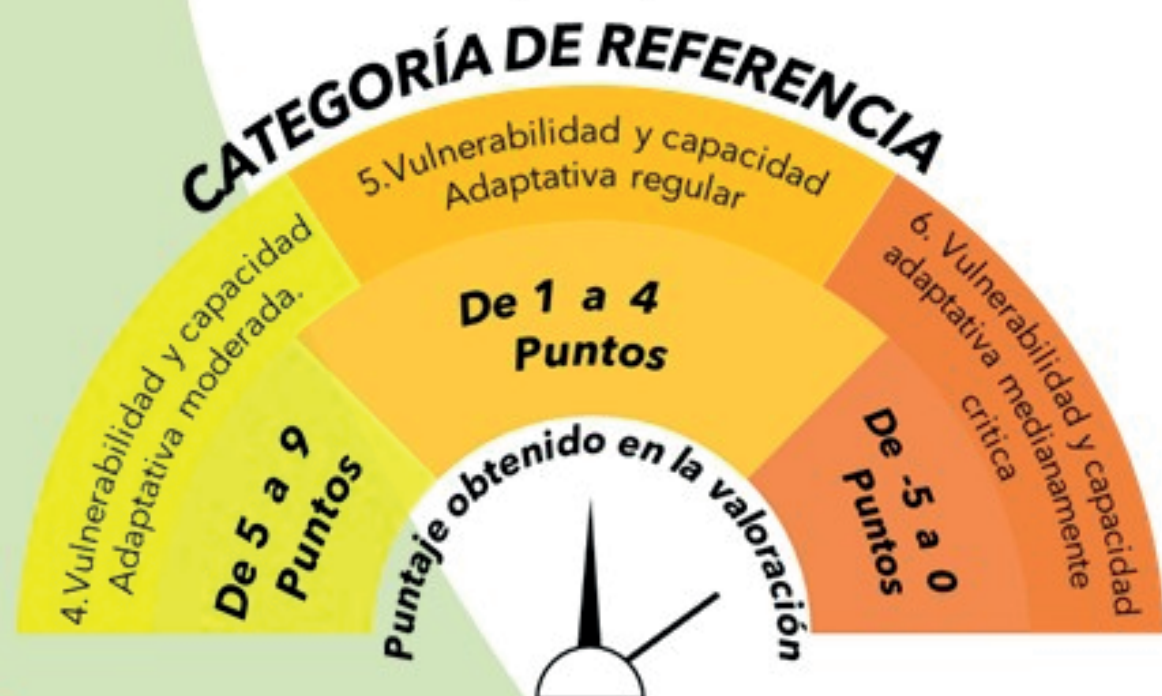 CATEGORÍA DE REFERENCIA
4.Vulnerabilidad y capacidad
Adaptativa moderada.
De 5 a 9
Puntos
5.Vulnerabilidad y capacidad
Adaptativa regular
De 1 a 4
Puntos
6. Vulnerabilidad y capacidad
adaptativa medianamente
critica
De -5 a 0
Puntos
Puntaje obtenido en la valoración